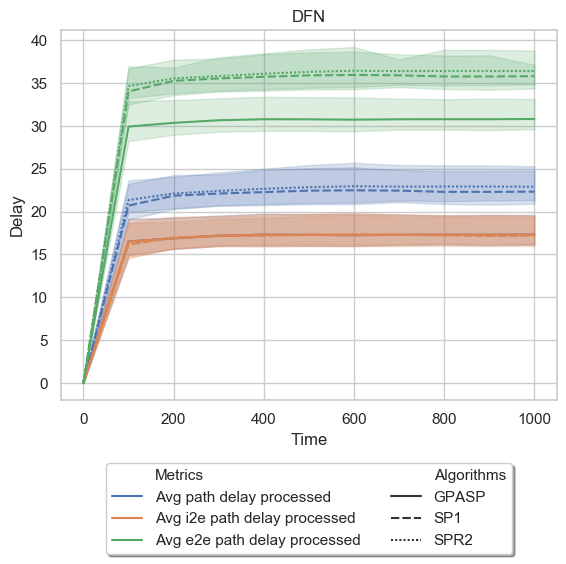 DFN
40
35
30
25
20
15
10
5
0
Delay
0 200 400 600 800 1000
Time
Metrics Algorithms
Avg path delay processed GPASP
Avg i2e path delay processed SP1
Avg e2e path delay processed SPR2